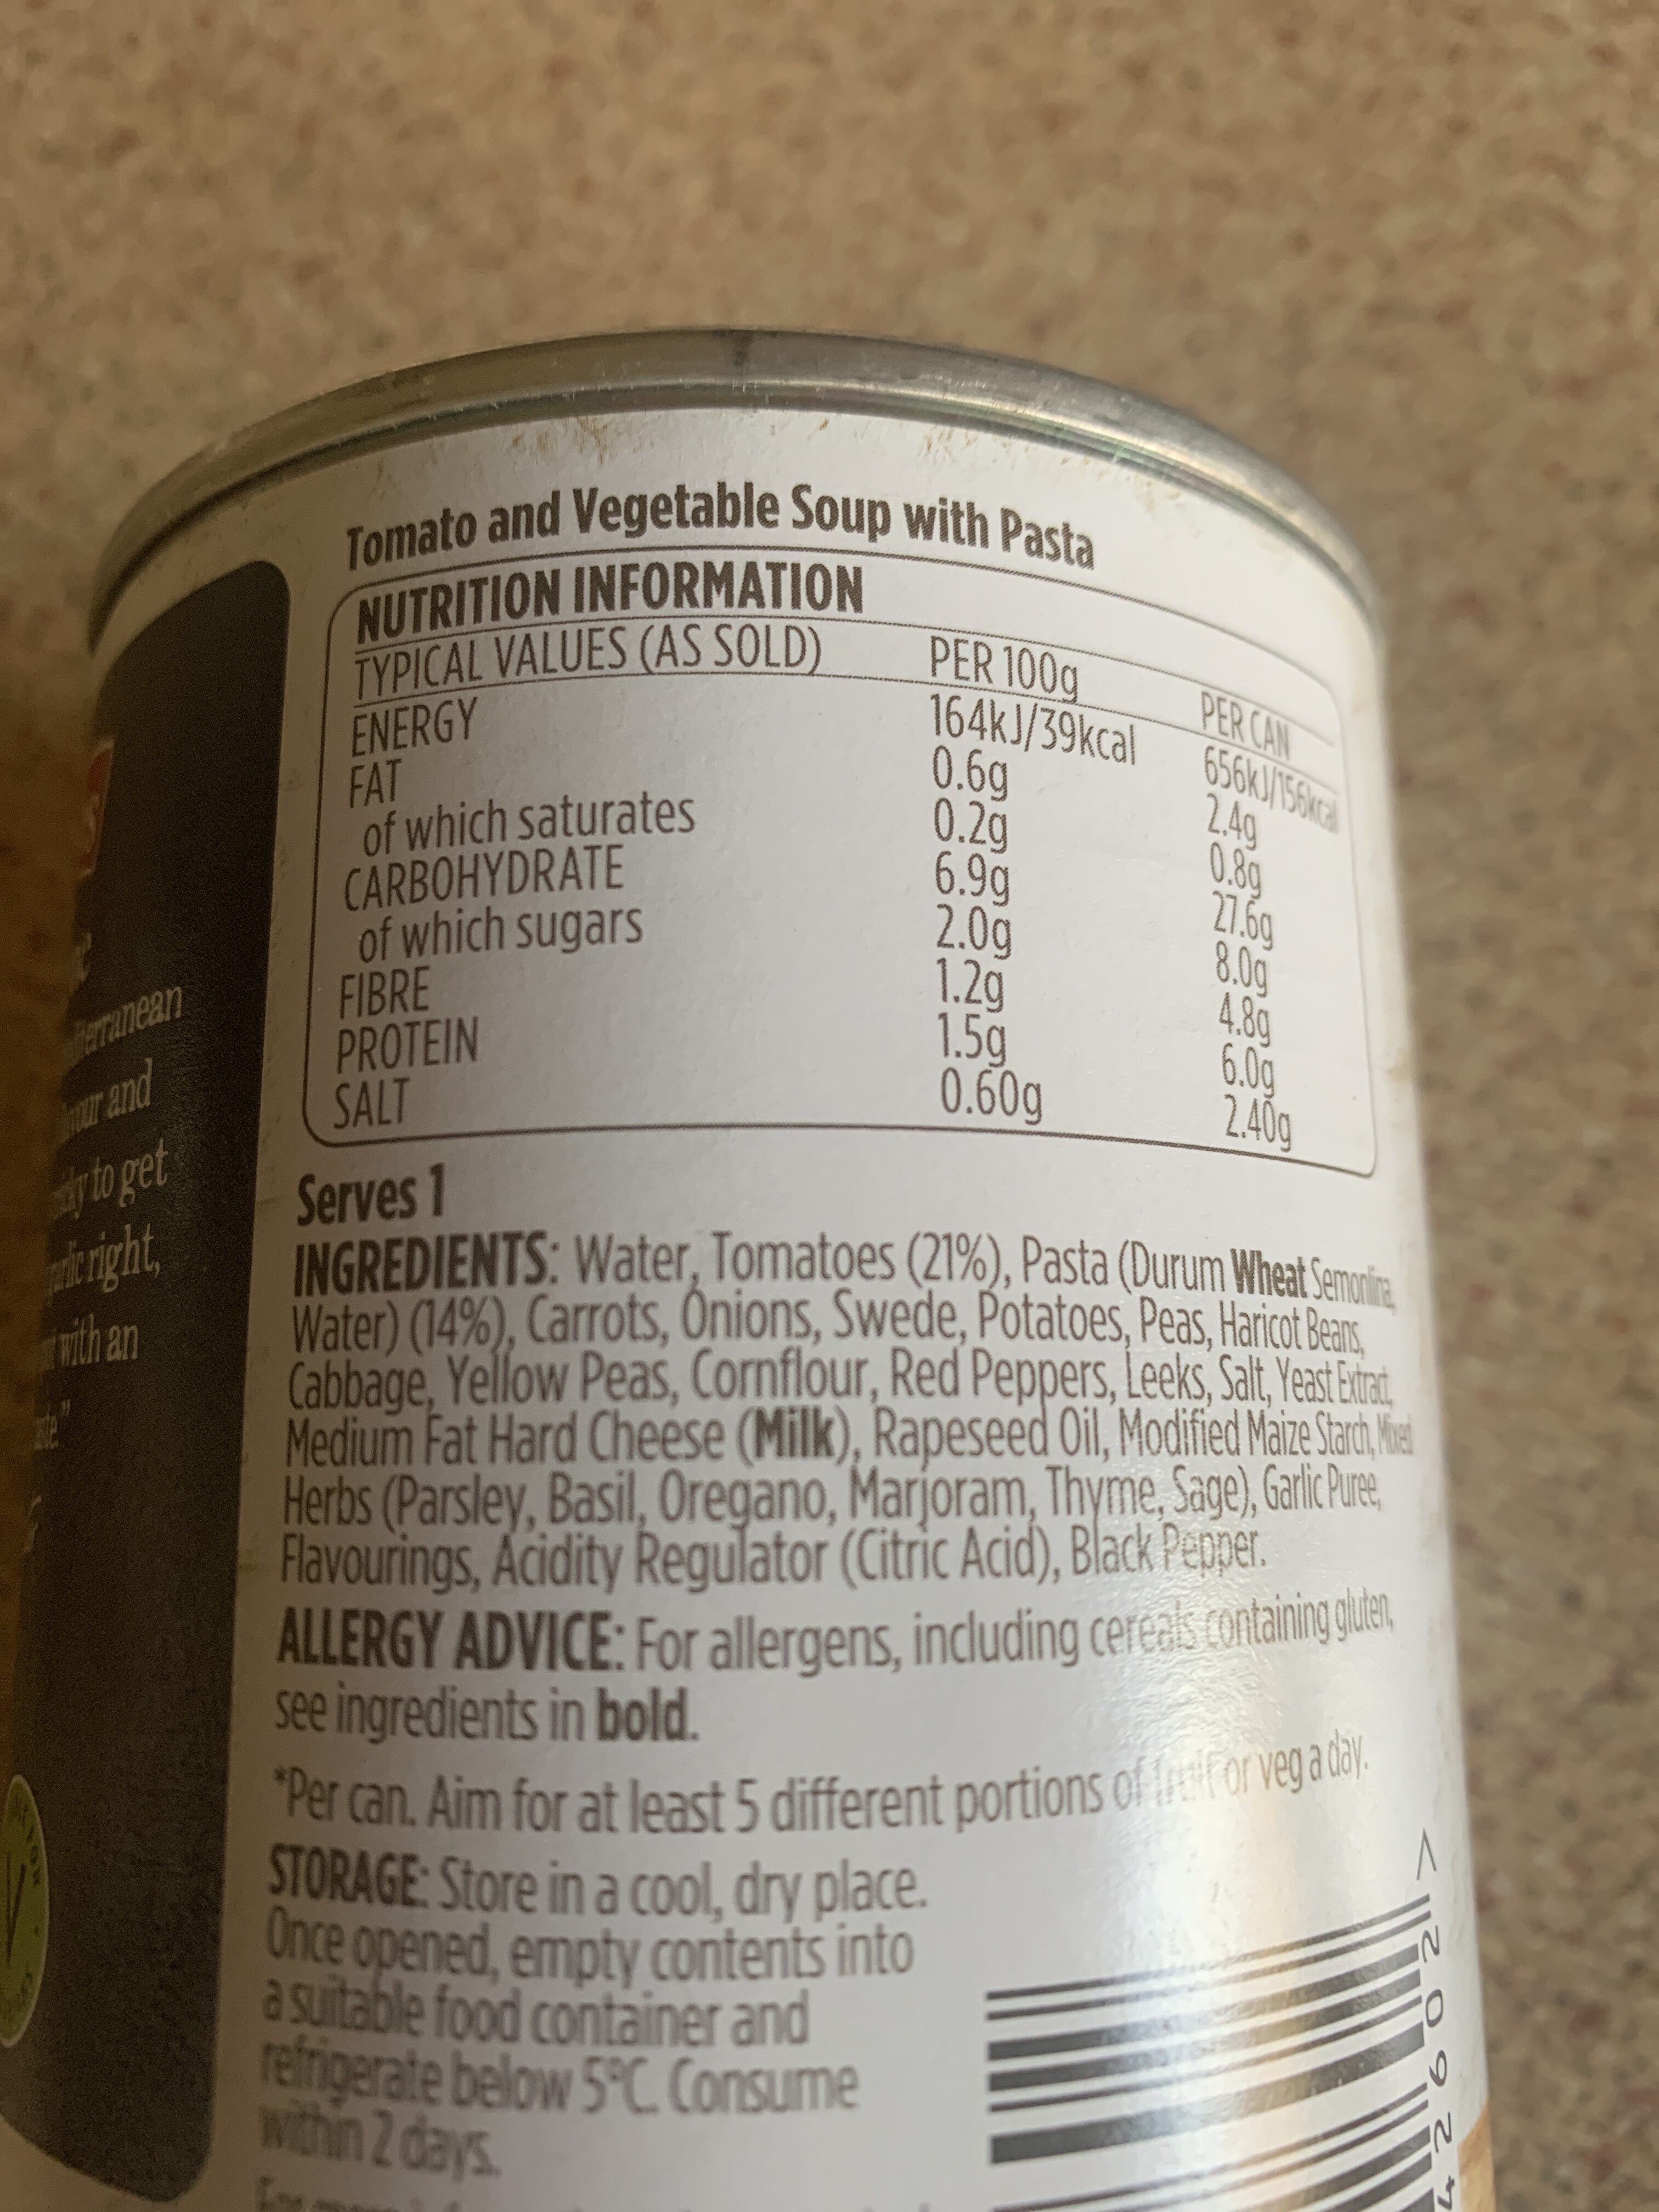 Tomato and Vegetable Soup with Pasta
NUTRITION INFORMATION
TYPICAL VALUES (AS SOLD) PER 100g PER CAN
ENERGY 164kJ/39kcal 656kJ/156kcal
FAT 0.6g 2.4g
of which saturates 0.2g 0.8g
CARBOHYDRATE 6.9g 27.6g
of which sugars 2.0g 8.0g
FIBRE 1.2g 4.8g
PROTEIN 1.5g 6.0g
SALT 0.60g 2.40g
Serves 1
INGREDIENTS: Water, Tomatoes (21%), Pasta (Durum Wheat Semonlina,
Water) (14%), Carrots, Onions, Swede, Potatoes, Peas, Haricot Beans,
Cabbage, Yellow Peas, Cornflour, Red Peppers, Leeks, Salt, Yeast Extract,
Medium Fat Hard Cheese (Milk), Rapeseed Oil, Modified Maize Starch, Mixed
Herbs (Parsley, Basil, Oregano, Marjoram, Thyme, Sage), Garlic Puree,
Flavourings, Acidity Regulator (Citric Acid), Black Pepper.
ALLERGY ADVICE: For allergens, including cereals containing gluten,
see ingredients in bold.
*Per can. Aim for at least 5 different portions of fruit or veg a day.
STORAGE: Store in a cool, dry place.
Once opened, empty contents into
a suitable food container and
refrigerate below 5°C. Consume
within 2 days.
and
to get
right,
with an
42602 >